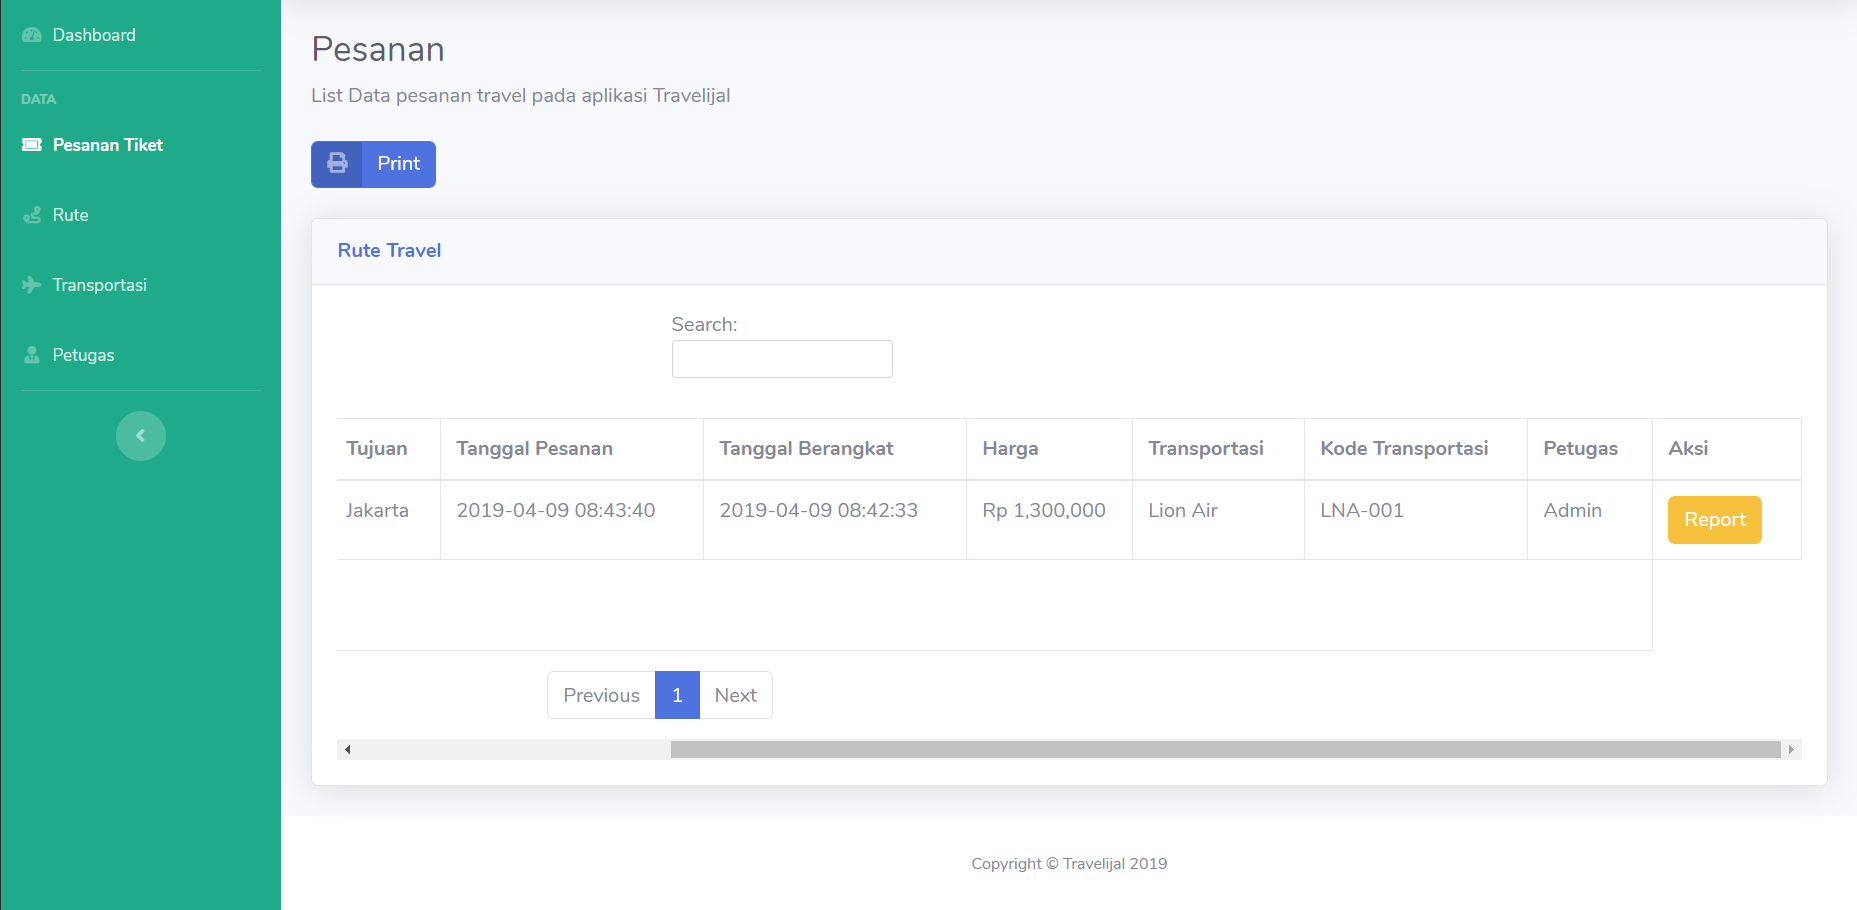 Dashboard
DATA
Pesanan Tiket
Rute
Transportasi
Petugas
Pesanan
List Data pesanan travel pada aplikasi Travelijal
Print
Rute Travel
Search:
Tujuan Tanggal Pesanan Tanggal Berangkat Harga Transportasi Kode Transportasi Petugas Aksi
Jakarta 2019-04-09 08:43:40 2019-04-09 08:42:33 Rp 1,300,000 Lion Air LNA-001 Admin Report
Previous 1 Next
Copyright © Travelijal 2019